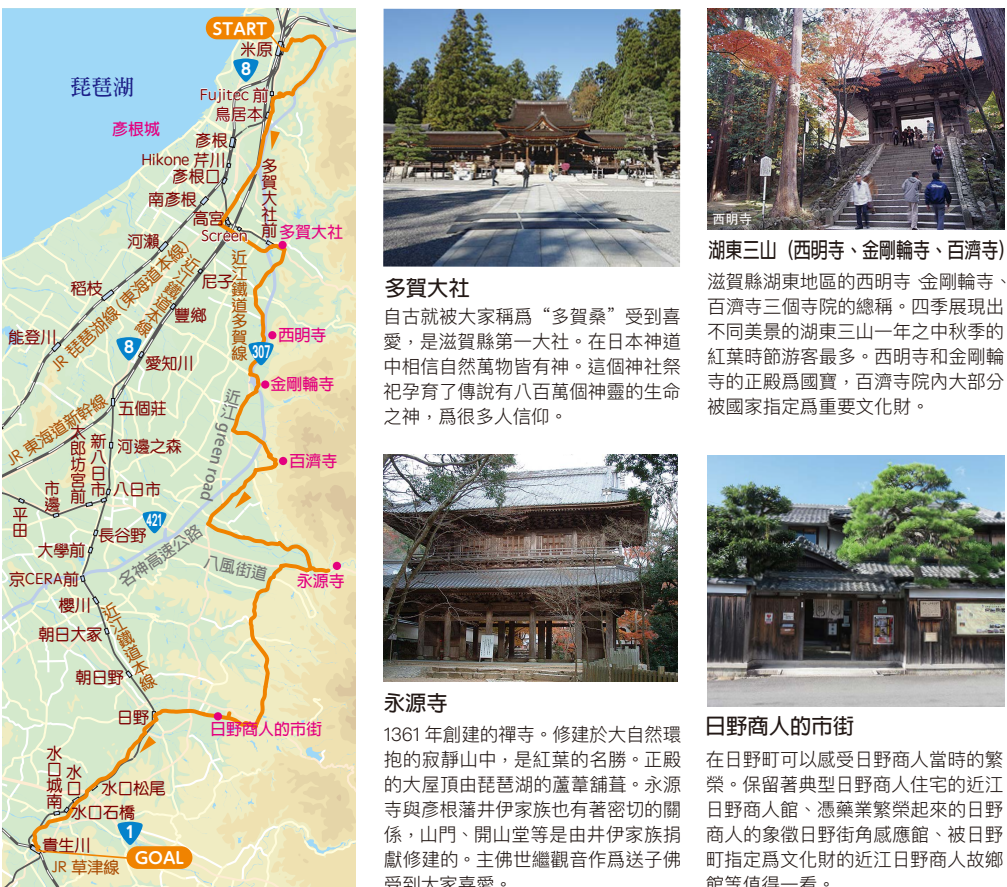 START
米原
8
琵琶湖
Fujitec 前
鳥居本
彥根城
彥根
Hikone 芹川
彥根口
多賀大社前
南彥根
高宮
Screen
多賀大社
河瀨
近江鐵道多賀線
尼子
JR 琵琶湖線(東海道本線)
近江鐵道本線
稻枝
豐鄉
西明寺
能登川
8
307
愛知川
金剛輪寺
五個莊
近江 green road
JR 東海道新幹線
太郎坊宮前
新八日市
河邊之森
百濟寺
市邊
八日市
平田
421
長谷野
大學前
名神高速公路
八風街道
永源寺
京CERA前
櫻川
近江鐵道本線
朝日大冢
朝日野
日野
日野商人的市街
水口城南
水口
水口松尾
水口石橋
1
貴生川
GOAL
JR 草津線
多賀大社
自古就被大家稱爲“多賀桑”受到喜
愛，是滋賀縣第一大社。在日本神道
中相信自然萬物皆有神。這個神社祭
祀孕育了傳說有八百萬個神靈的生命
之神，爲很多人信仰。
西明寺
湖東三山（西明寺、金剛輪寺、百濟寺）
滋賀縣湖東地區的西明寺、金剛輪寺、
百濟寺三個寺院的總稱。四季展現出
不同美景的湖東三山一年之中秋季的
紅葉時節游客最多。西明寺和金剛輪
寺的正殿爲國寶，百濟寺院內大部分
被國家指定爲重要文化財。
永源寺
1361 年創建的禪寺。修建於大自然環
抱的寂靜山中，是紅葉的名勝。正殿
的大屋頂由琵琶湖的蘆葦舖葺。永源
寺與彥根藩井伊家族也有著密切的關
係，山門、開山堂等是由井伊家族捐
獻修建的。主佛世繼觀音作爲送子佛
受到大家喜愛。
日野商人的市街
在日野町可以感受日野商人當時的繁
榮。保留著典型日野商人住宅的近江
日野商人館、憑藥業繁榮起來的日野
商人的象徵日野街角感應館、被日野
町指定爲文化財的近江日野商人故鄉
館等值得一看。